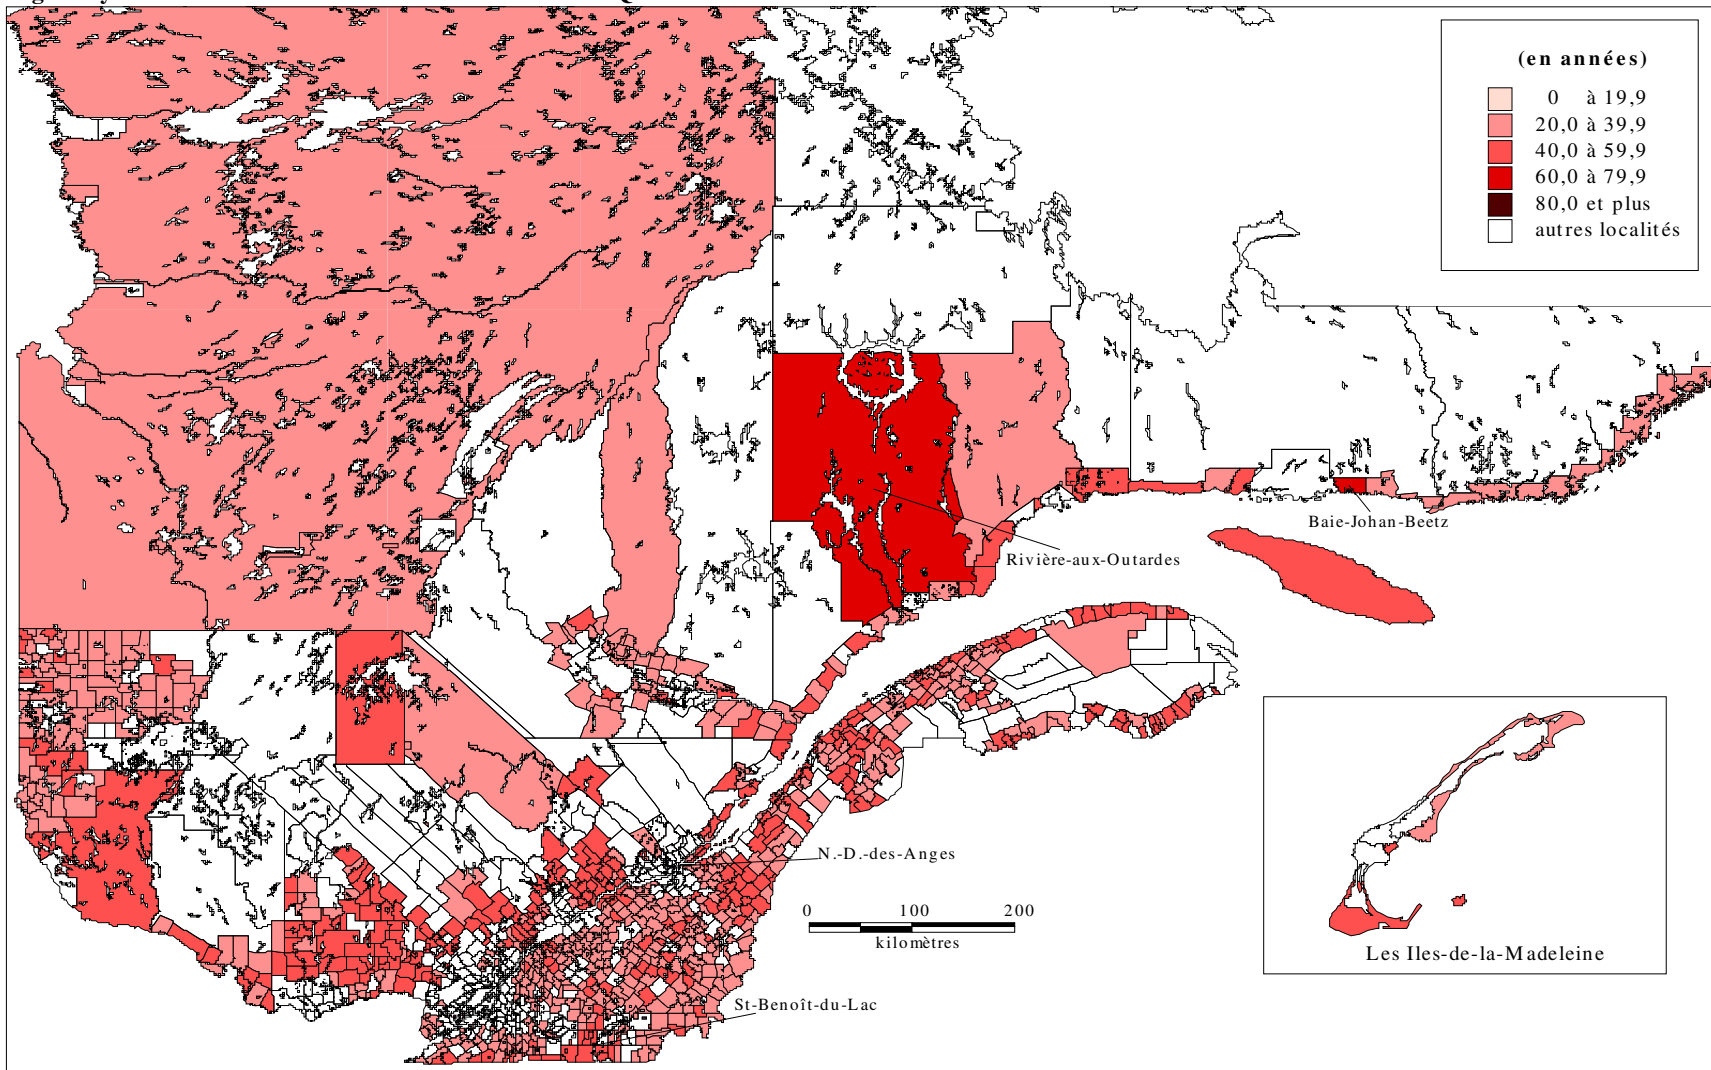 (en années)
0 à 19,9
20,0 à 39,9
40,0 à 59,9
60,0 à 79,9
80,0 et plus
autres localités
Baie-Johan-Beetz
Rivière-aux-Outardes
N.-D.-des-Anges
0 100 200
kilomètres
Les Iles-de-la-Madeleine
St-Benoît-du-Lac